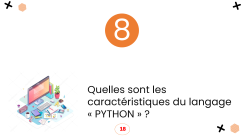 8
Quelles sont les
caractéristiques du langage
« PYTHON » ?
18